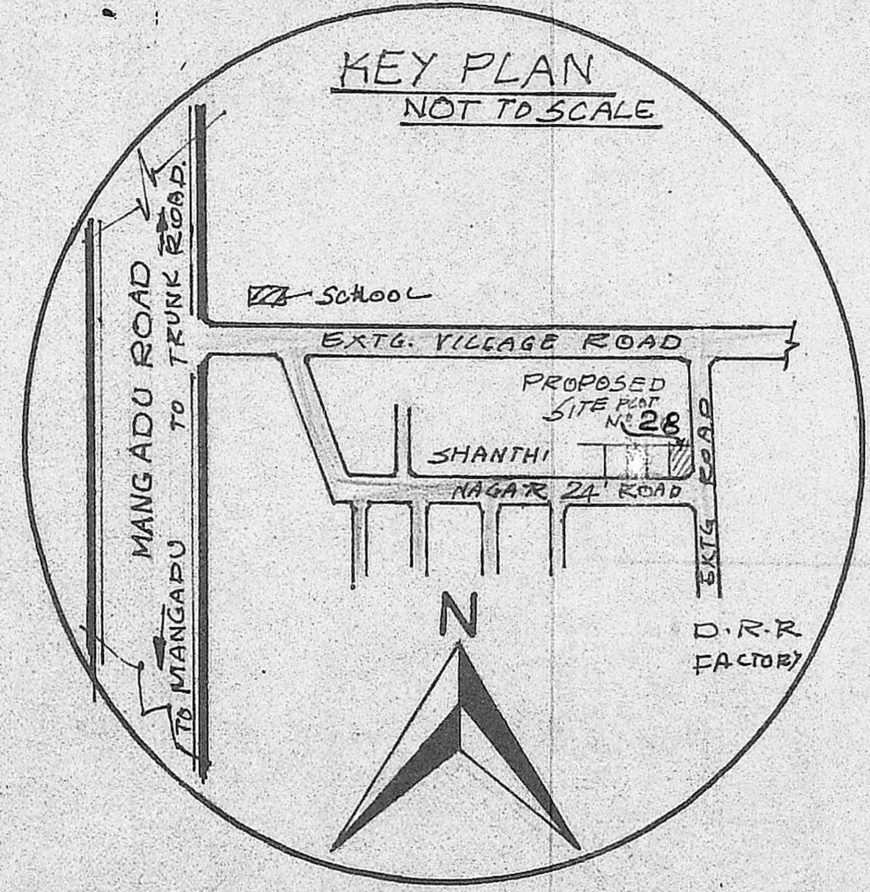 KEY PLAN
NOT TO SCALE
MANGADU ROAD
TO TRUNK ROAD.
TO MANGADU
SCHOOL
EXTG. VILLAGE ROAD
PROPOSED
SITE PLOT
No 28
SHANTHI
NAGAR 24' ROAD
EXTG ROAD
N
D.R.R
FACTORY